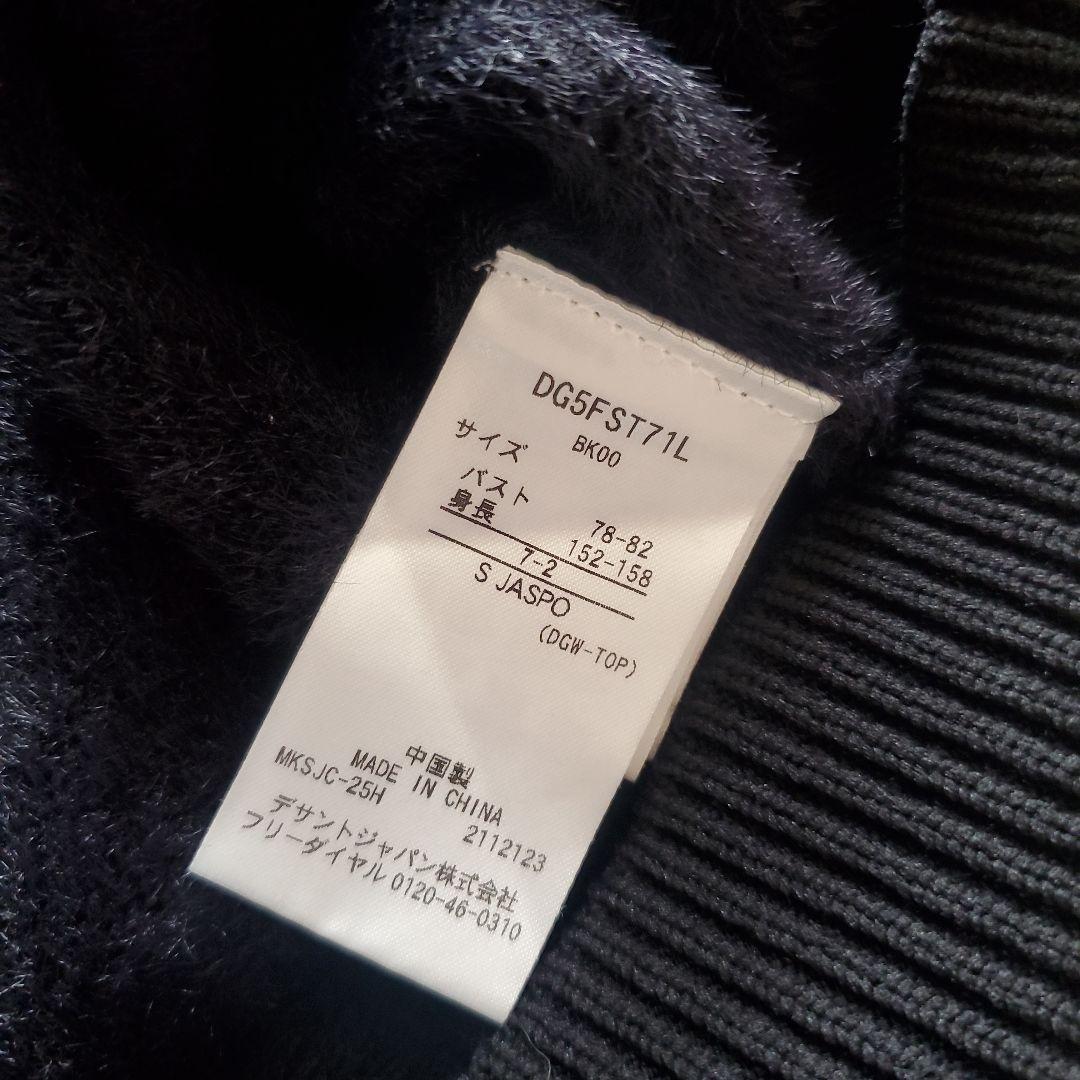 DG5FST71L
BK00
サイズ
バスト 78-82
身長 152-158
7-2
S JASPO
(DGW-TOP)
中国製
MADE IN CHINA
MKSJC-25H 2112123
デサントジャパン株式会社
フリーダイヤル 0120-46-0310